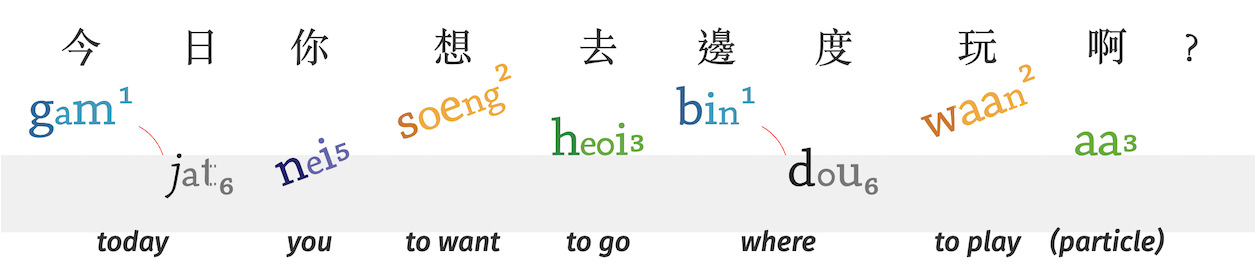 今日你想去邊度玩啊？
gam1 jat6 nei5 soeng2 heoi3 bin1 dou6 waan2 aa3
today you to want to go where to play (particle)